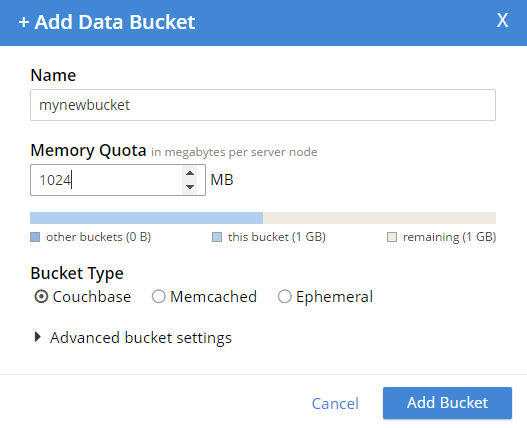 + Add Data Bucket X
Name
mynewbucket
Memory Quota in megabytes per server node
1024 MB
other buckets (0 B) this bucket (1 GB) remaining (1 GB)
Bucket Type
Couchbase Memcached Ephemeral
Advanced bucket settings
Cancel Add Bucket